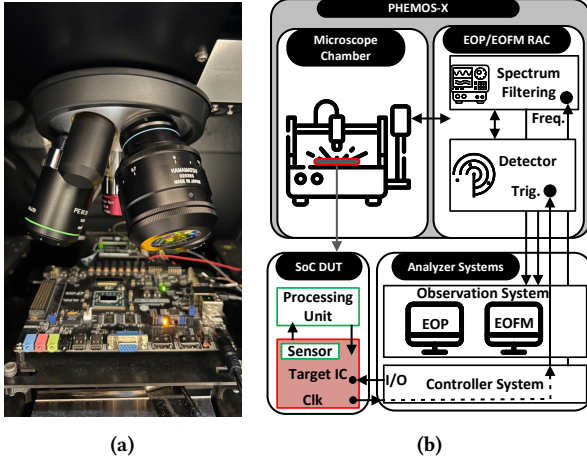 PHEMOS-X
Microscope
Chamber
EOP/EOFM RAC
Spectrum
Filtering
Freq.
Detector
Trig.
HAMAMATSU
MADE IN JAPAN
SoC DUT
Processing
Unit
Sensor
Target IC
Clk
Analyzer Systems
Observation System
EOP
EOFM
I/O
Controller System
(a)
(b)